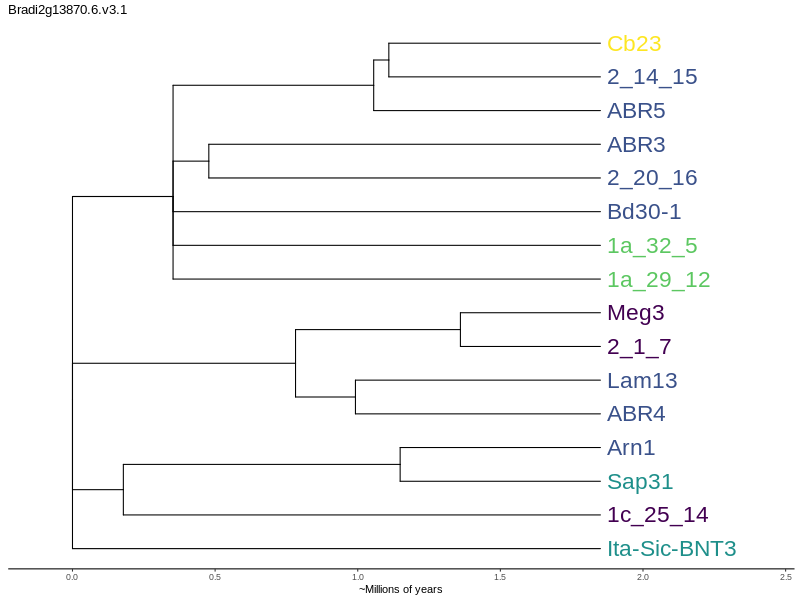 Bradi2g13870.6.v3.1
Cb23
2_14_15
ABR5
ABR3
2_20_16
Bd30-1
1a_32_5
1a_29_12
Meg3
2_1_7
Lam13
ABR4
Arn1
Sap31
1c_25_14
Ita-Sic-BNT3
0.0 0.5 1.0 1.5 2.0 2.5
~Millions of years